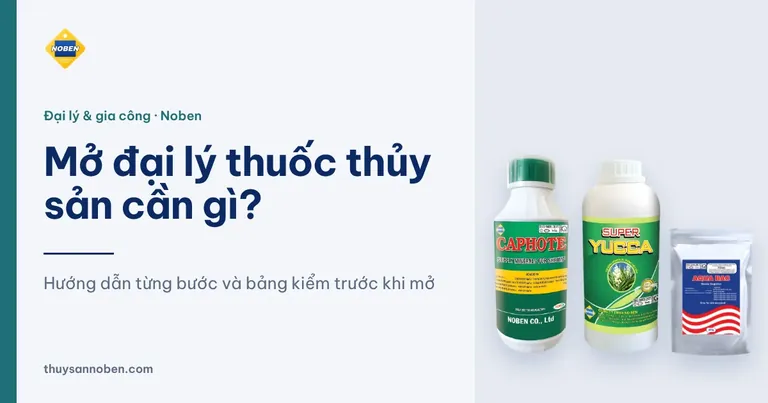 NOBEN
Đại lý & gia công · Noben
Mở đại lý thuốc thủy
sản cần gì?
Hướng dẫn từng bước và bảng kiểm trước khi mở
thuysannoben.com
CAPHOTE
NOBEN CO., Ltd
SUPER
YUCCA